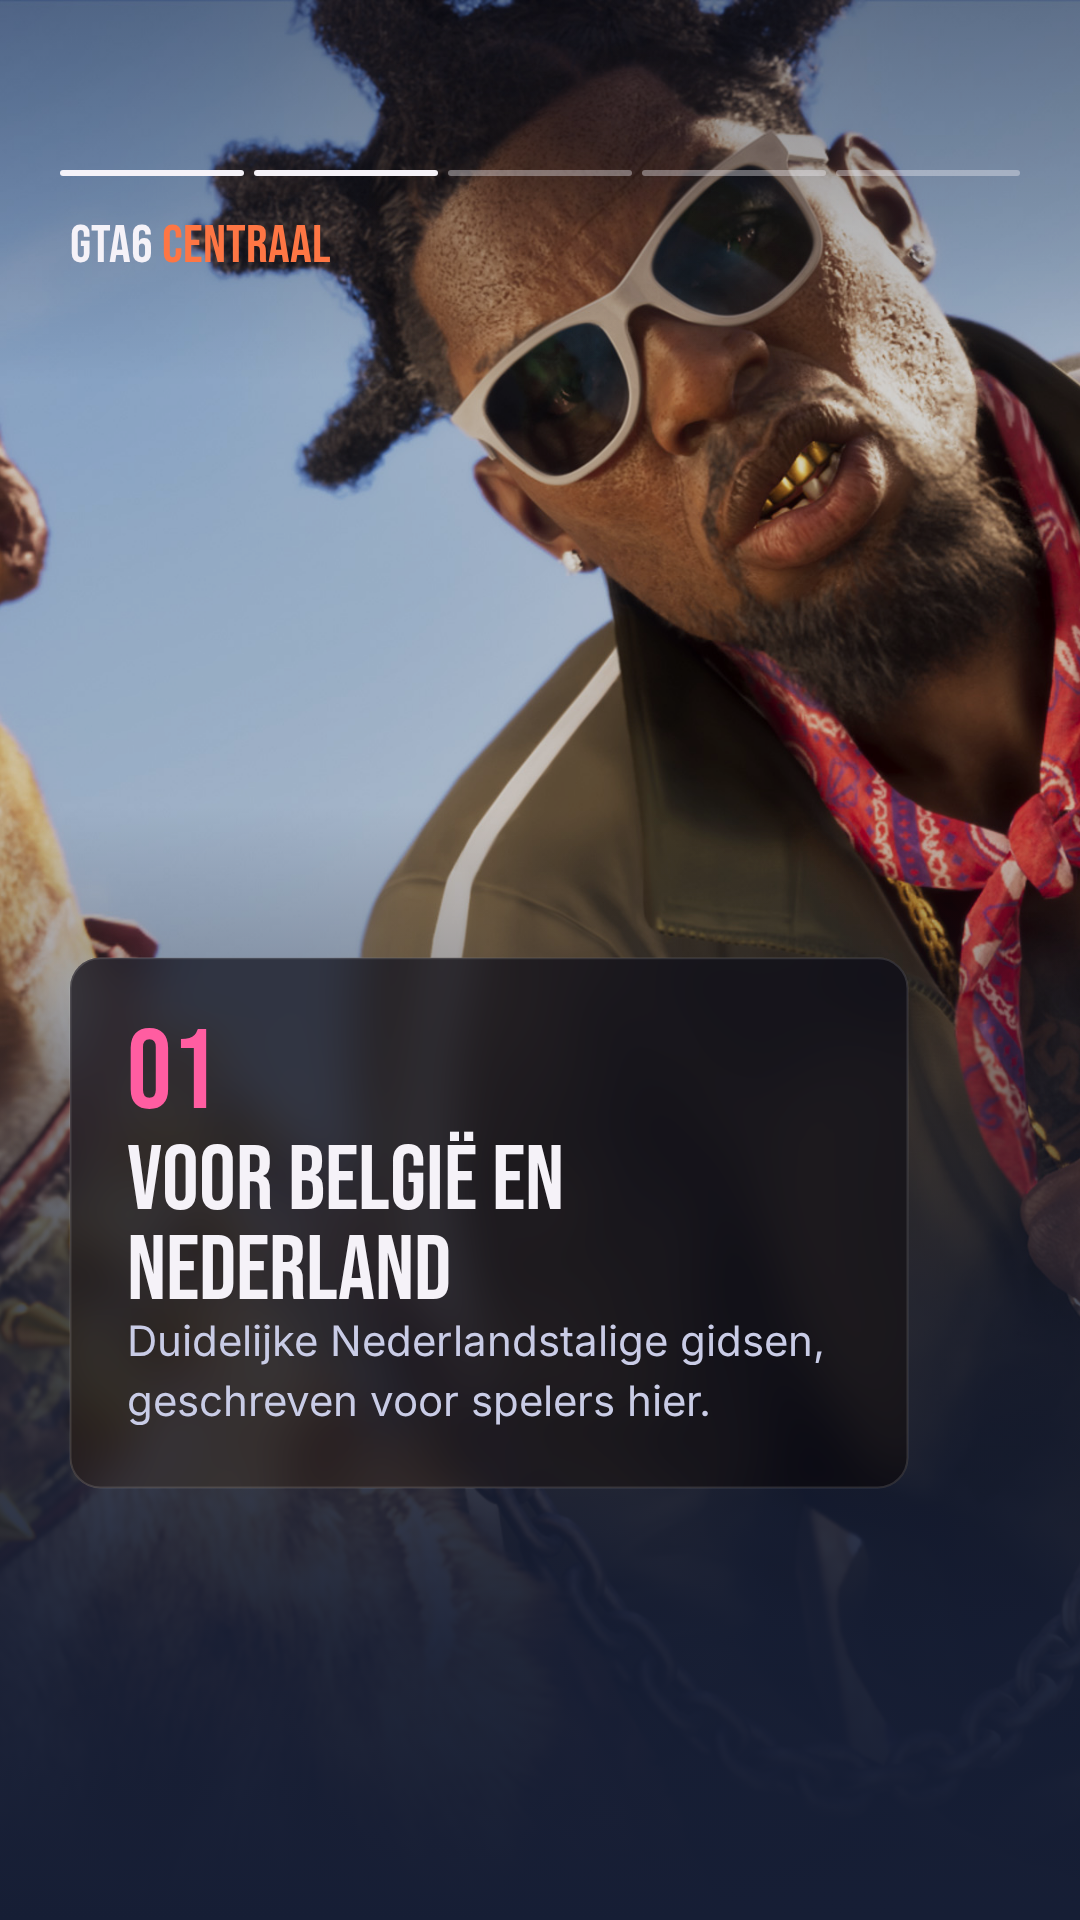 GTA6 CENTRAAL
01
VOOR BELGIË EN
NEDERLAND
Duidelijke Nederlandstalige gidsen,
geschreven voor spelers hier.